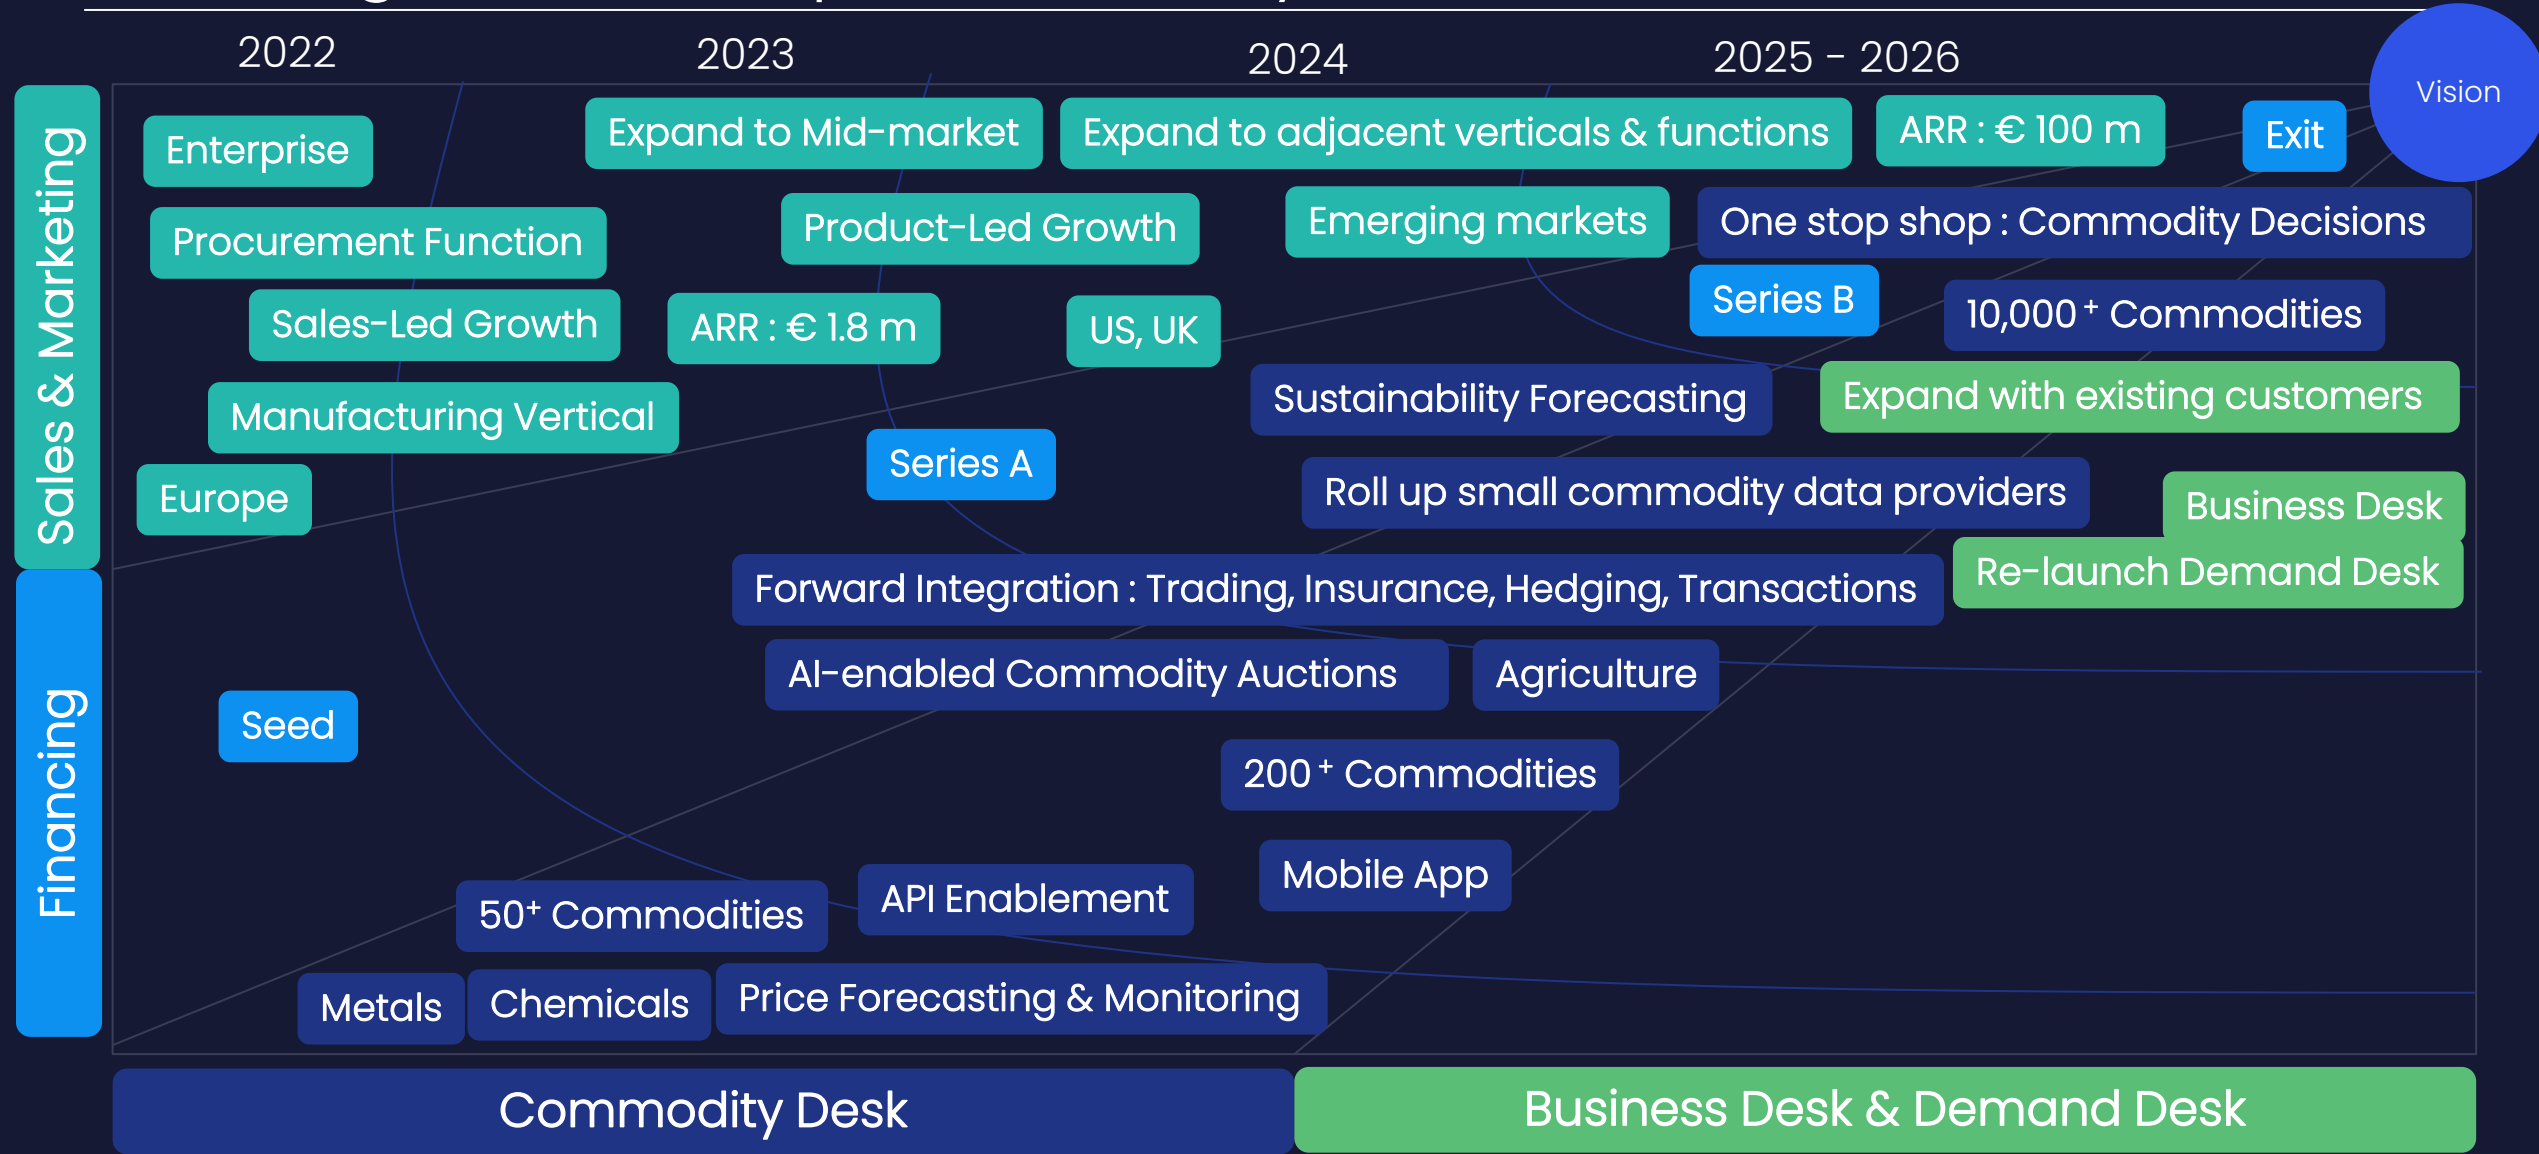 2022
2023
2024
2025 - 2026
Vision
Sales & Marketing
Enterprise
Expand to Mid-market
Expand to adjacent verticals & functions
ARR : € 100 m
Exit
Procurement Function
Product-Led Growth
Emerging markets
One stop shop : Commodity Decisions
Sales-Led Growth
ARR : € 1.8 m
US, UK
Series B
10,000+ Commodities
Manufacturing Vertical
Sustainability Forecasting
Expand with existing customers
Europe
Series A
Roll up small commodity data providers
Business Desk
Forward Integration : Trading, Insurance, Hedging, Transactions
Re-launch Demand Desk
Financing
AI-enabled Commodity Auctions
Agriculture
Seed
200+ Commodities
Mobile App
50+ Commodities
API Enablement
Metals
Chemicals
Price Forecasting & Monitoring
Commodity Desk
Business Desk & Demand Desk